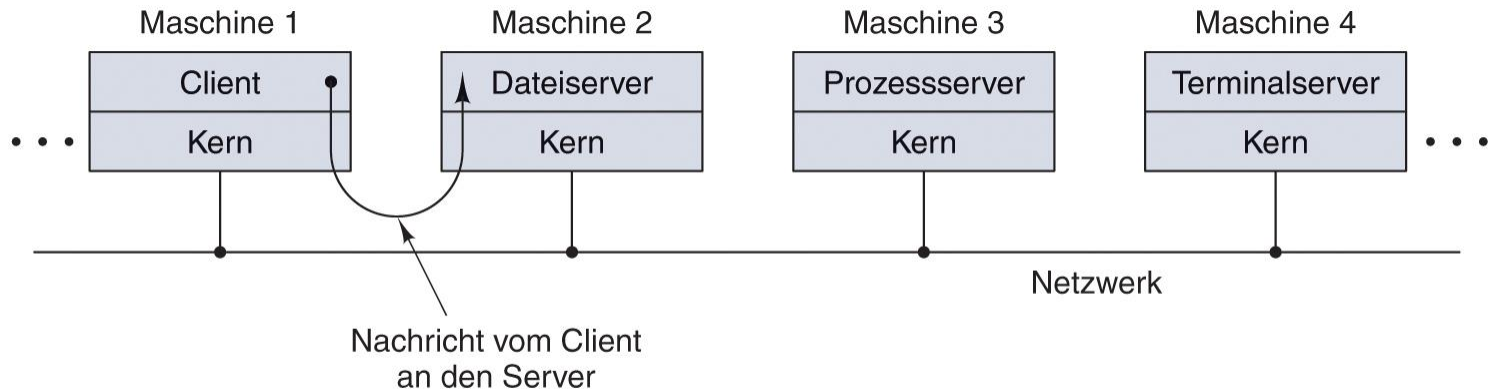 Maschine 1
Maschine 2
Maschine 3
Maschine 4
Client
Dateiserver
Prozessserver
Terminalserver
Kern
Kern
Kern
Kern
Netzwerk
Nachricht vom Client
an den Server